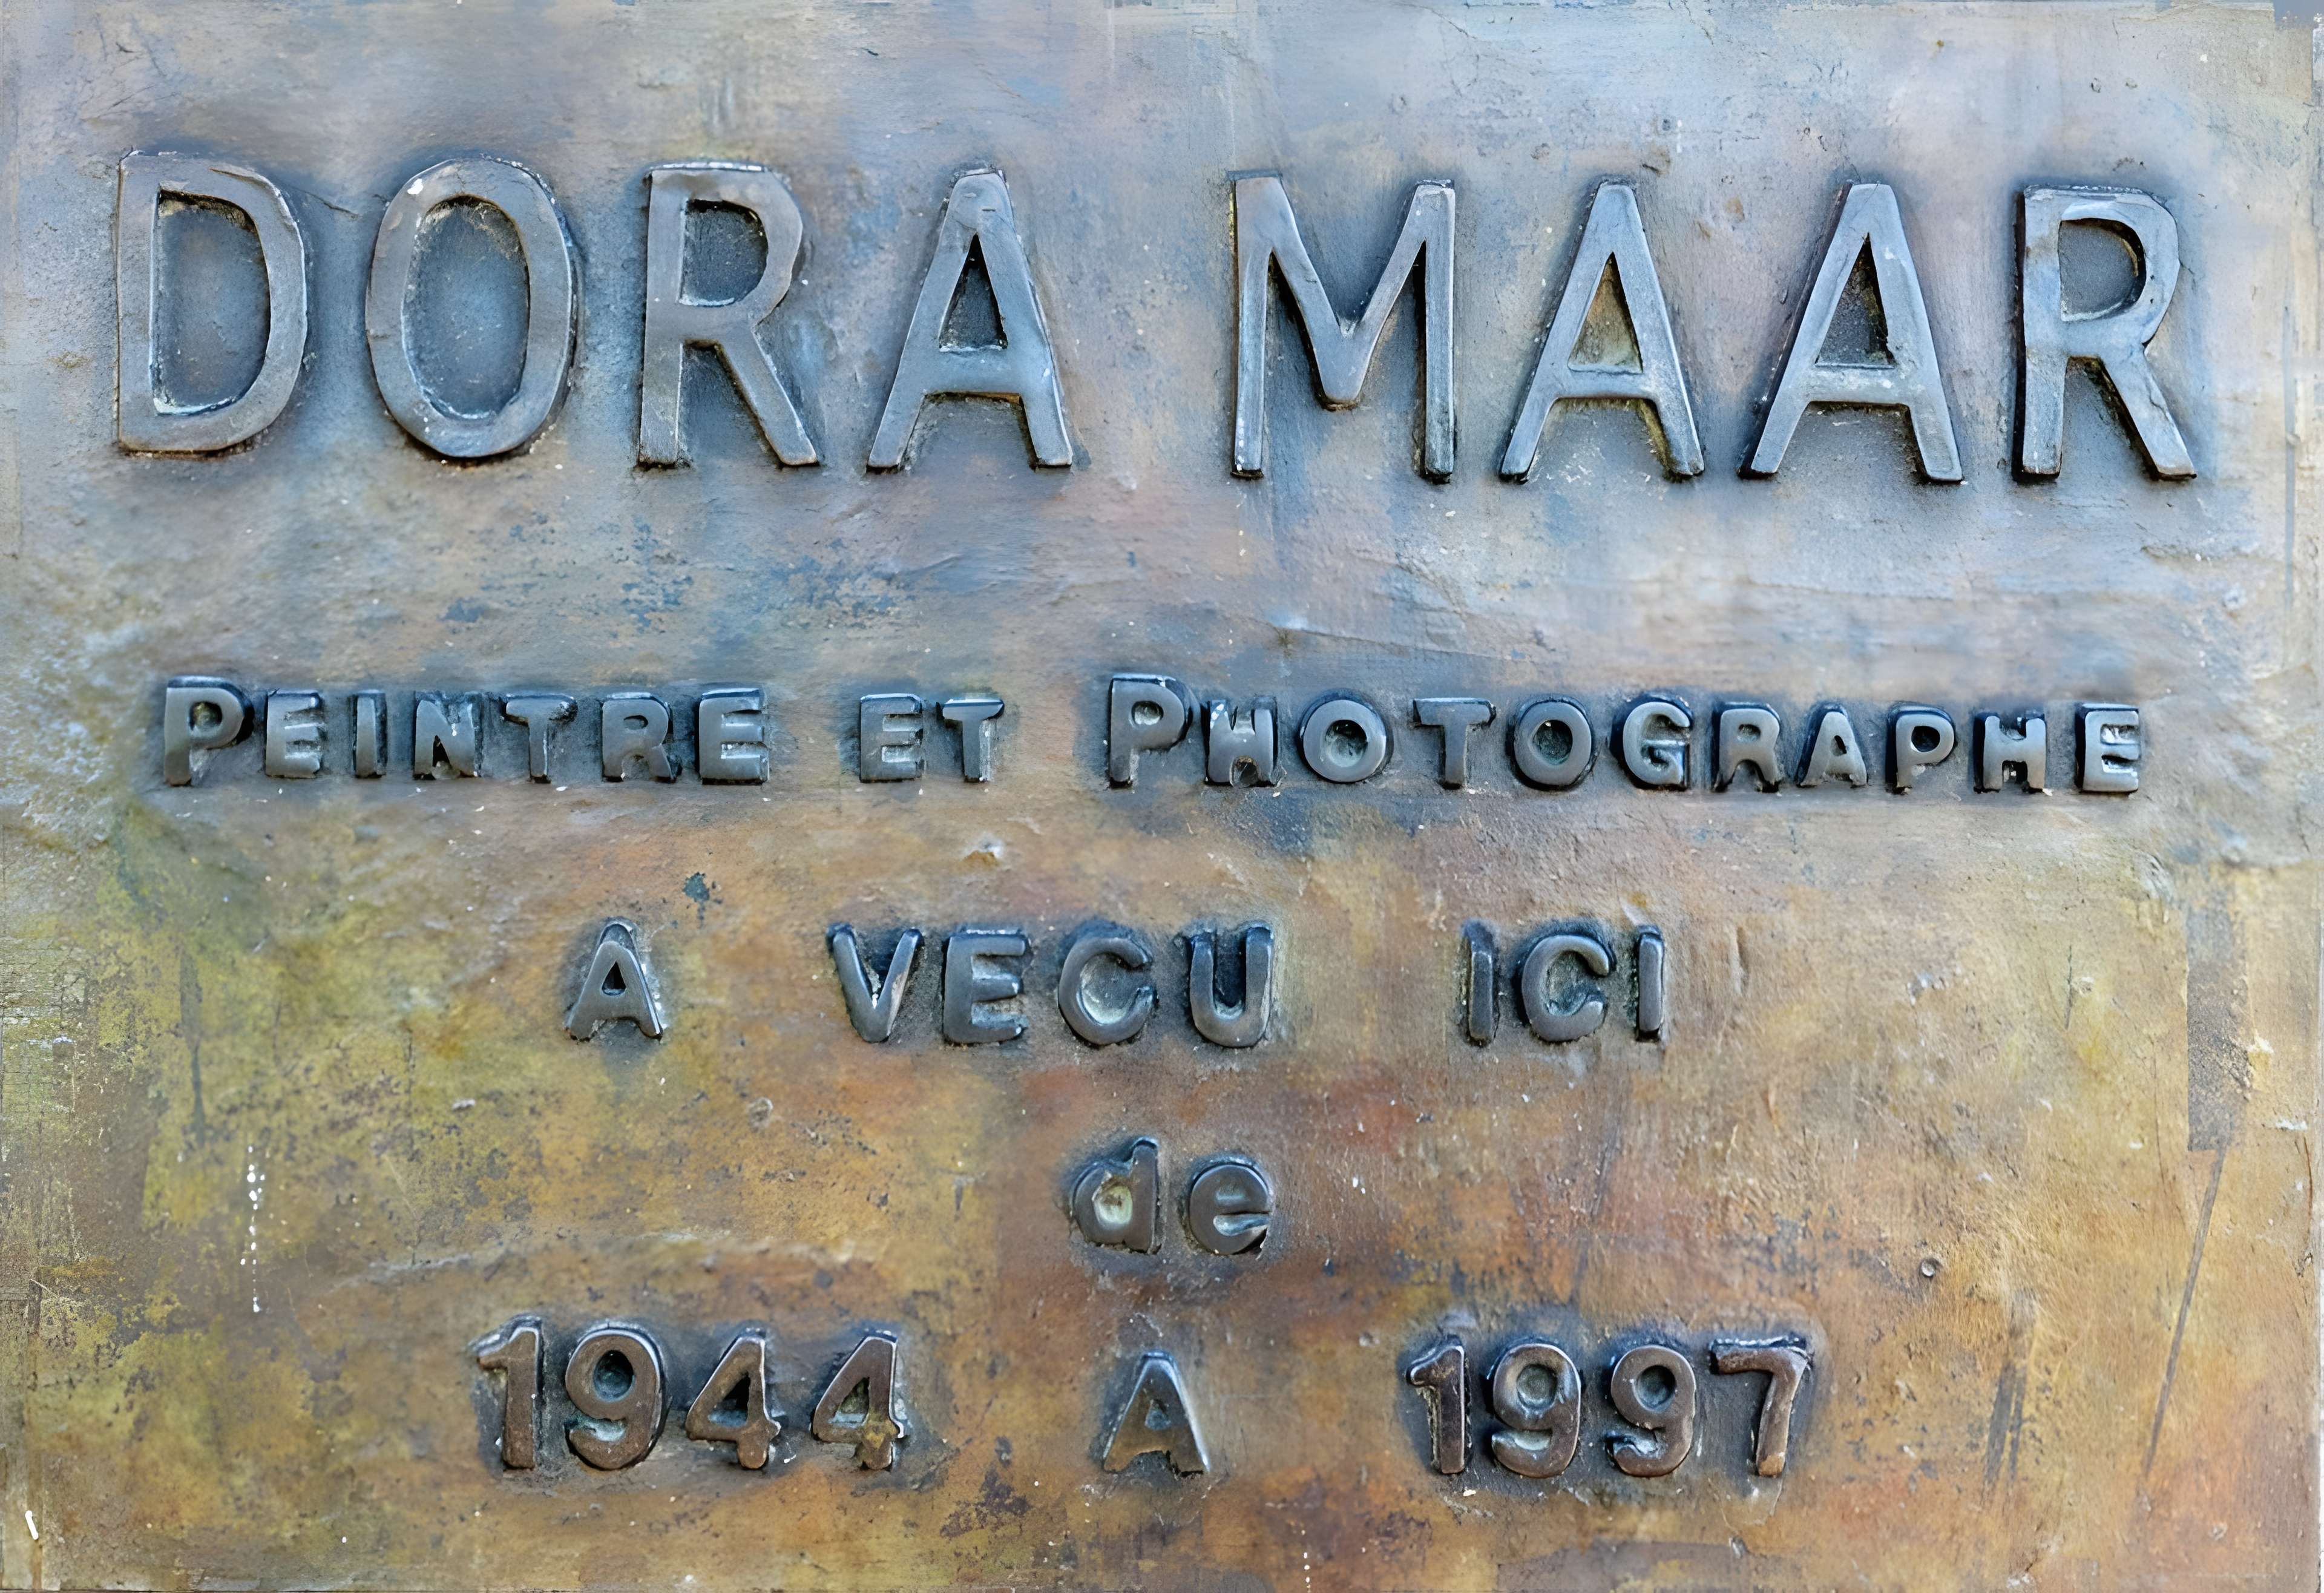 DORA MAAR
PEINTRE ET PHOTOGRAPHE
A VECU ICI
de
1944 A 1997